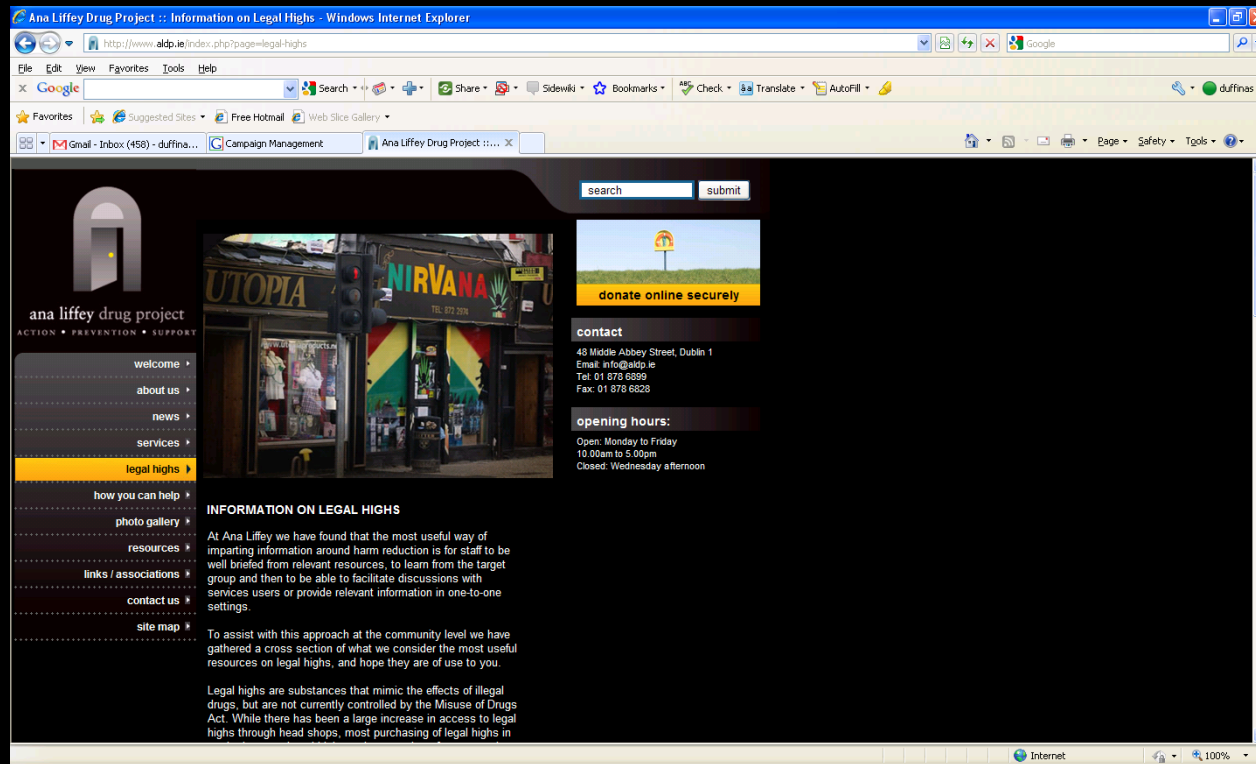 Ana Liffey Drug Project :: Information on Legal Highs - Windows Internet Explorer
http://www.aldp.ie/index.php?page=legal-highs
Google
File Edit View Favorites Tools Help
x Google Search Share Sidewiki Bookmarks Check Translate AutoFill duffinas
Favorites Suggested Sites Free Hotmail Web Slice Gallery
Gmail - Inbox (458) - duffina... Campaign Management Ana Liffey Drug Project ::... X Page Safety Tools
search submit
UTOPIA NIRVANA
TEL: 872 2974
ana liffey drug project
ACTION • PREVENTION • SUPPORT
welcome
about us
news
services
legal highs
how you can help
photo gallery
resources
links / associations
contact us
site map
INFORMATION ON LEGAL HIGHS
At Ana Liffey we have found that the most useful way of
imparting information around harm reduction is for staff to be
well briefed from relevant resources, to learn from the target
group and then to be able to facilitate discussions with
services users or provide relevant information in one-to-one
settings.
To assist with this approach at the community level we have
gathered a cross section of what we consider the most useful
resources on legal highs, and hope they are of use to you.
Legal highs are substances that mimic the effects of illegal
drugs, but are not currently controlled by the Misuse of Drugs
Act. While there has been a large increase in access to legal
highs through head shops, most purchasing of legal highs in
donate online securely
contact
48 Middle Abbey Street, Dublin 1
Email: info@aldp.ie
Tel: 01 878 6899
Fax: 01 878 6828
opening hours:
Open: Monday to Friday
10.00am to 5.00pm
Closed: Wednesday afternoon
Internet 100%